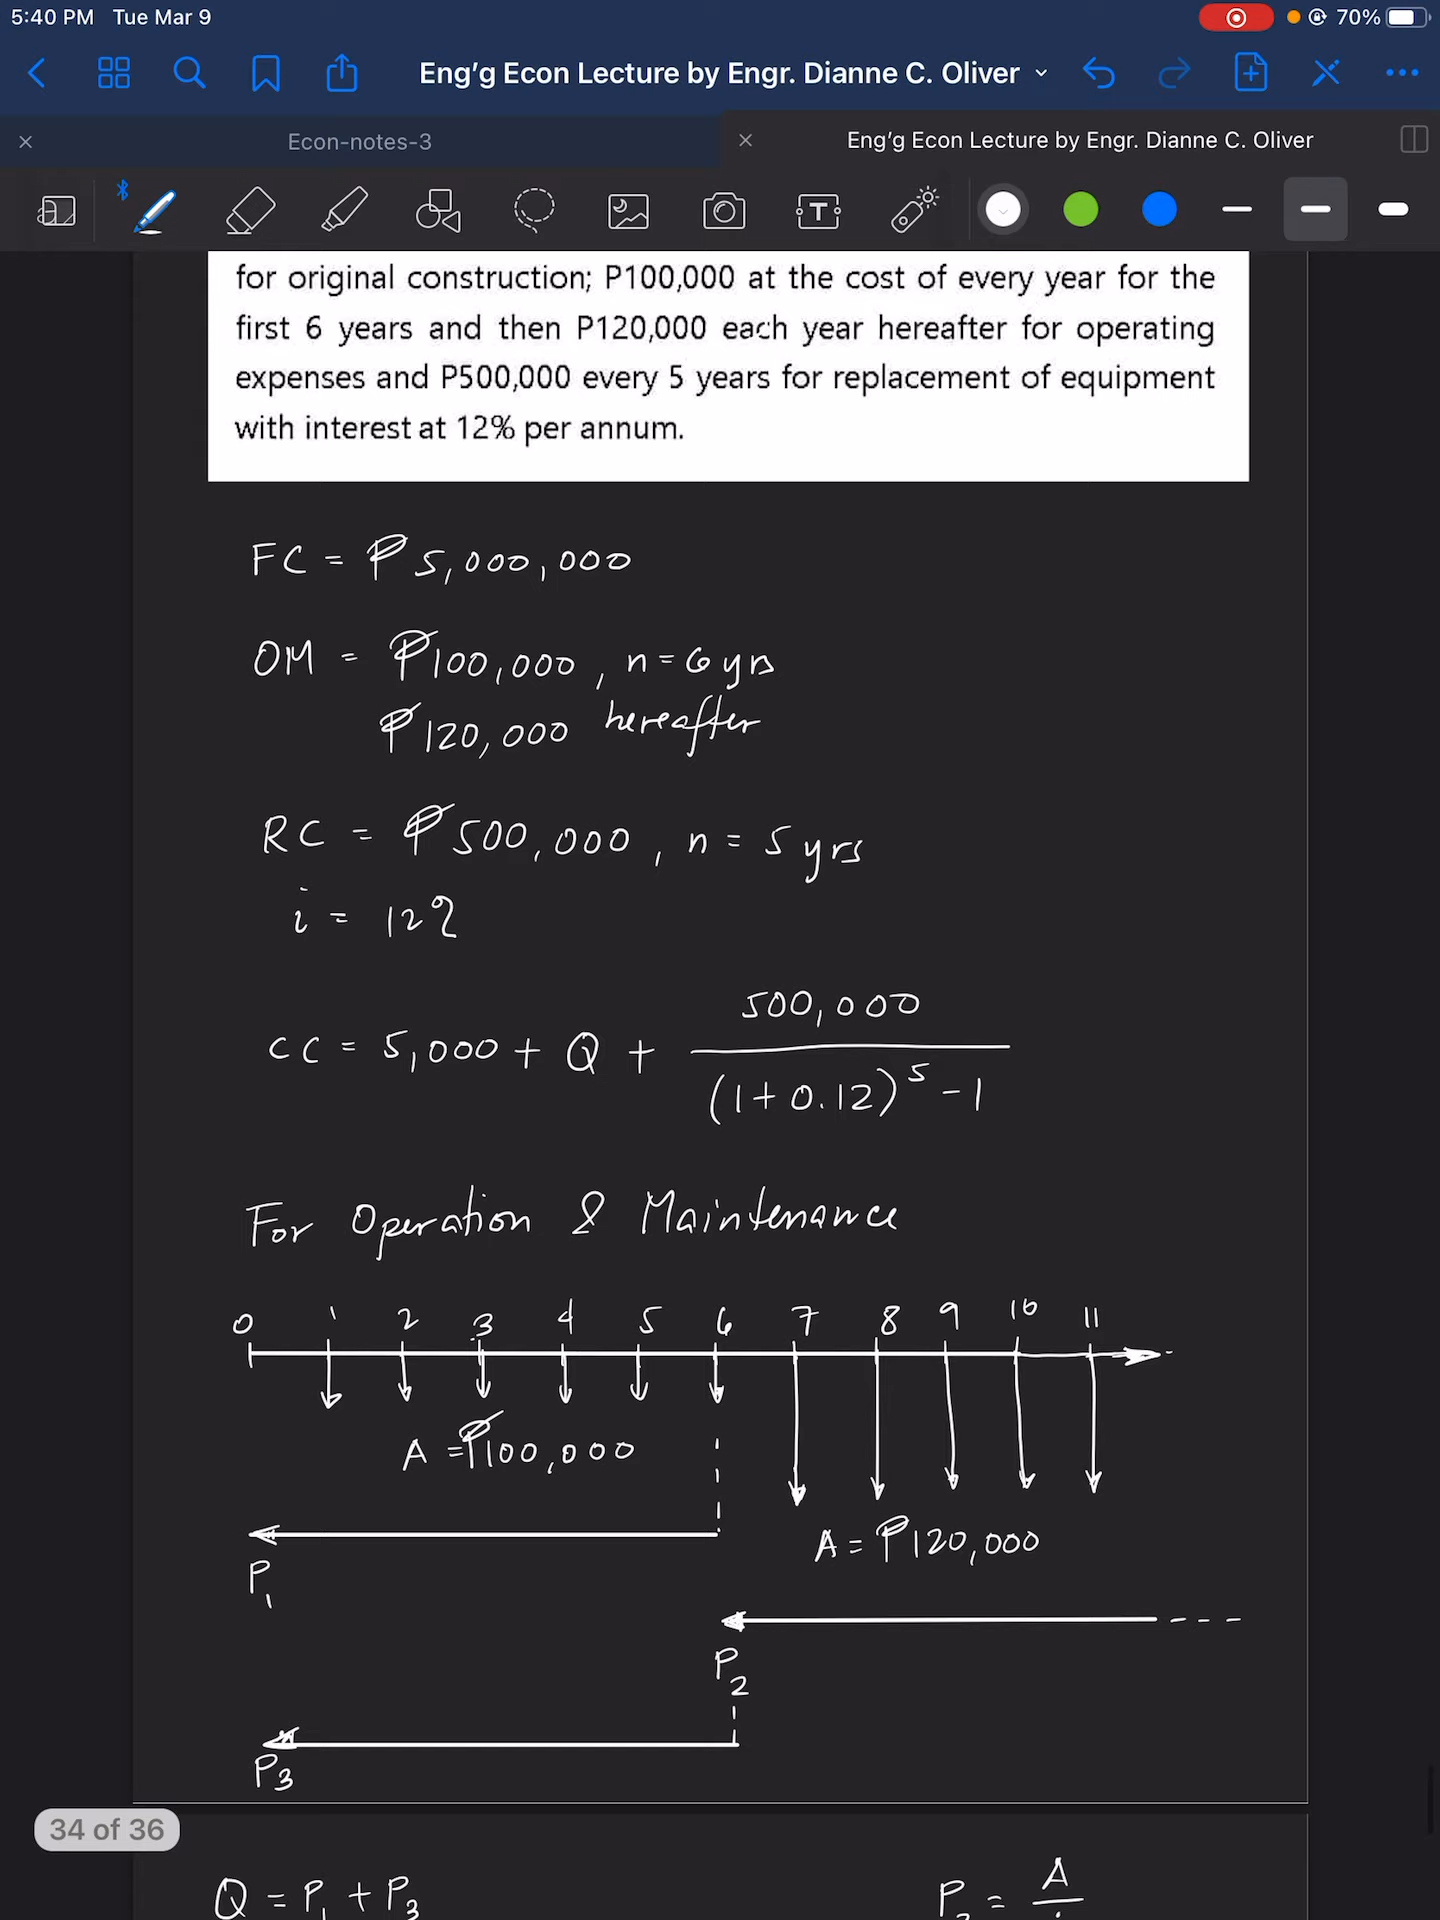 5:40 PM Tue Mar 9
70%
Eng'g Econ Lecture by Engr. Dianne C. Oliver
Econ-notes-3
Eng'g Econ Lecture by Engr. Dianne C. Oliver
for original construction; P100,000 at the cost of every year for the
first 6 years and then P120,000 each year hereafter for operating
expenses and P500,000 every 5 years for replacement of equipment
with interest at 12% per annum.
FC = ₱5,000,000
OM = ₱100,000, n = 6 yrs
₱120,000 hereafter
RC = ₱500,000, n = 5 yrs
i = 12%
500,000
CC = 5,000 + Q +
(1+0.12)^5 - 1
For Operation & Maintenance
0 1 2 3 4 5 6 7 8 9 10 11
A = ₱100,000
A = ₱120,000
P1
P2
P3
34 of 36
A
Q = P1 + P3